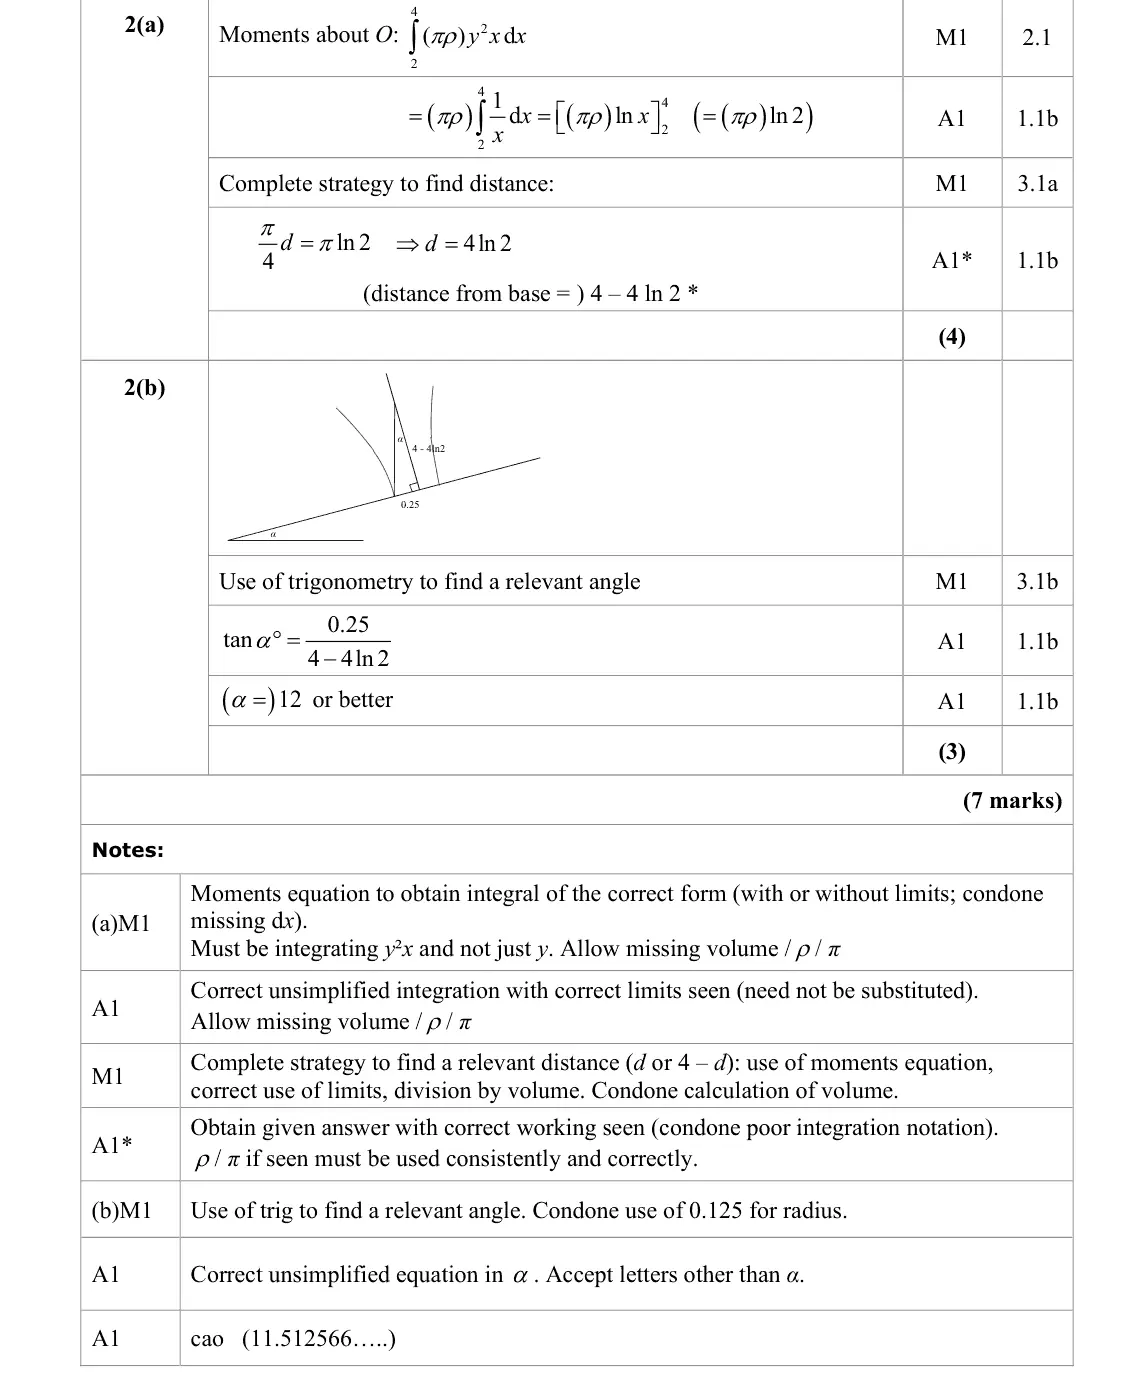 2(a)
Moments about O: ∫₂⁴ (πρ)y²x dx
M1
2.1
= (πρ)∫₂⁴ 1/x dx = [(πρ)ln x]₂⁴ (= (πρ)ln 2)
A1
1.1b
Complete strategy to find distance:
M1
3.1a
π/4 d = π ln 2 ⇒ d = 4 ln 2
(distance from base = ) 4 – 4 ln 2 *
A1*
1.1b
(4)
2(b)
α
4 - 4ln2
0.25
α
Use of trigonometry to find a relevant angle
M1
3.1b
tan α° = 0.25/(4 – 4 ln 2)
A1
1.1b
(α =) 12 or better
A1
1.1b
(3)
(7 marks)
Notes:
(a)M1
Moments equation to obtain integral of the correct form (with or without limits; condone
missing dx).
Must be integrating y²x and not just y. Allow missing volume / ρ / π
A1
Correct unsimplified integration with correct limits seen (need not be substituted).
Allow missing volume / ρ / π
M1
Complete strategy to find a relevant distance (d or 4 – d): use of moments equation,
correct use of limits, division by volume. Condone calculation of volume.
A1*
Obtain given answer with correct working seen (condone poor integration notation).
ρ / π if seen must be used consistently and correctly.
(b)M1
Use of trig to find a relevant angle. Condone use of 0.125 for radius.
A1
Correct unsimplified equation in α . Accept letters other than α.
A1
cao (11.512566…..)